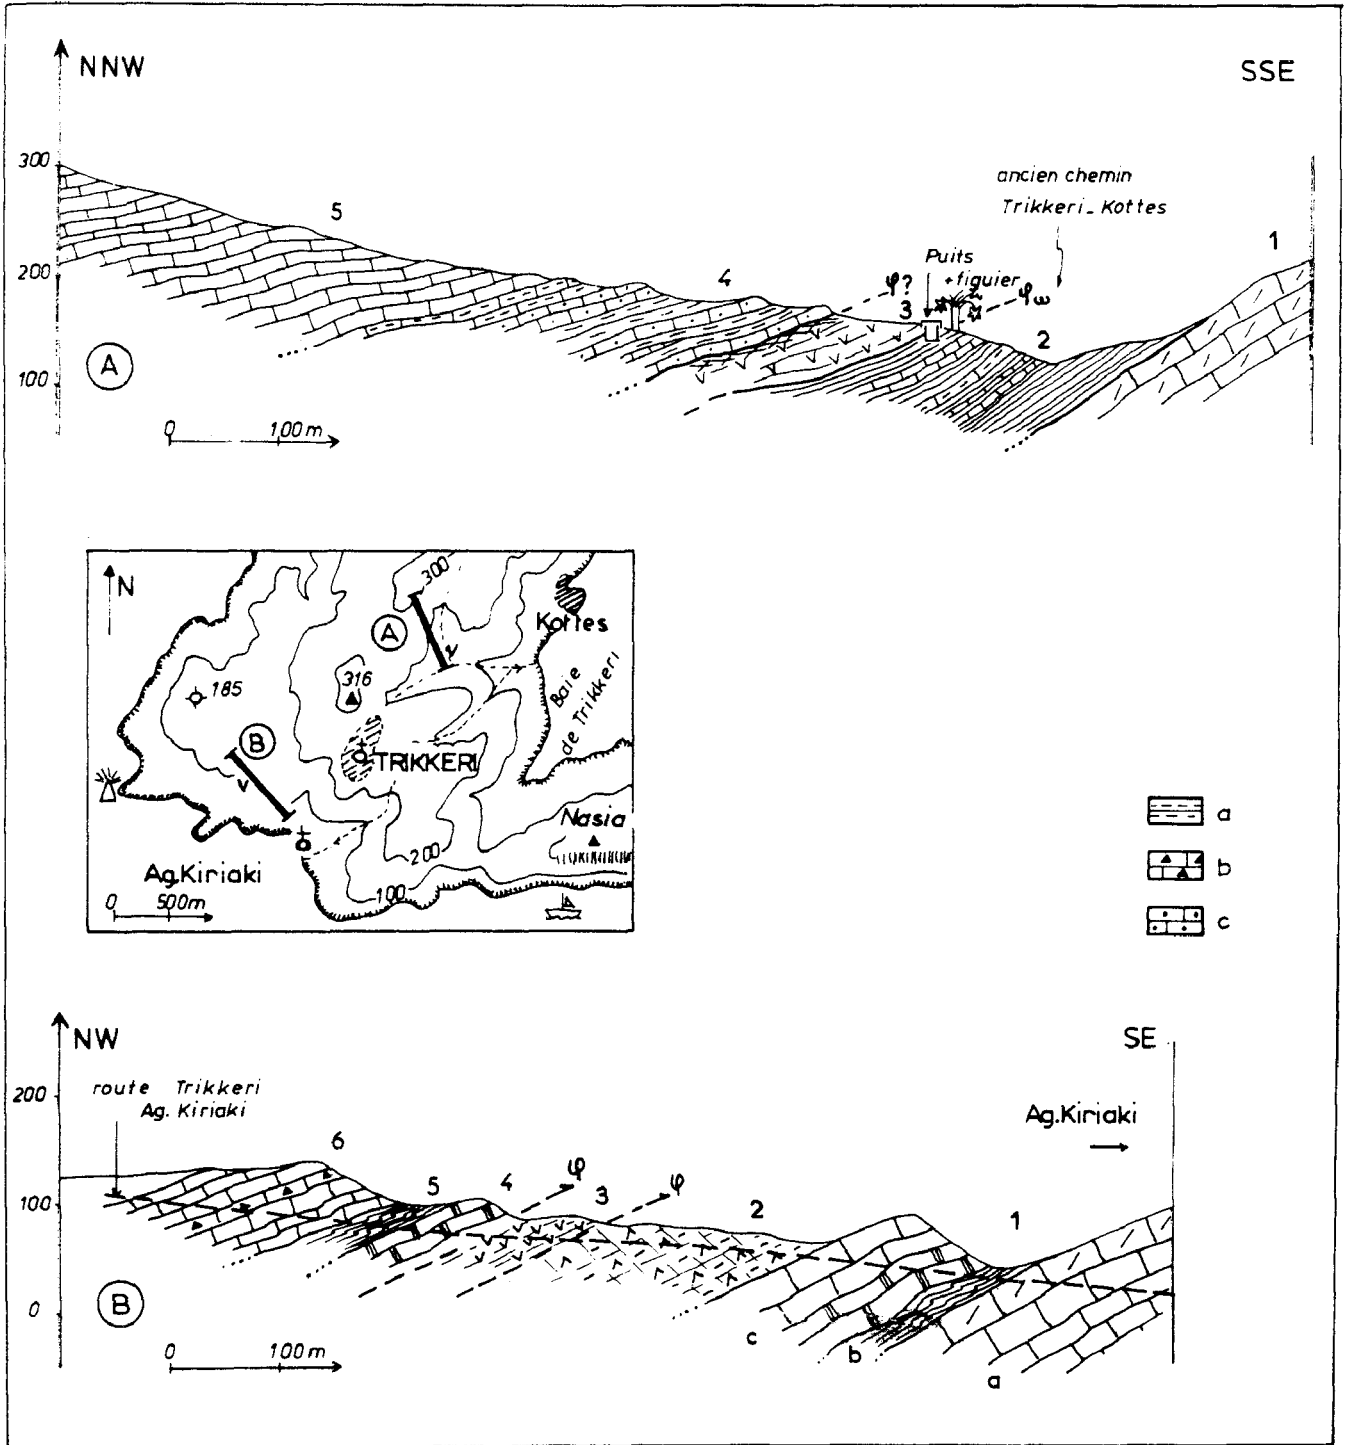 NNW
SSE
300
200
100
5
4
φ?
3
Puits
+figuier
φω
2
ancien chemin
Trikkeri_Kottes
1
A
0 100m
N
300
A
Kottes
316
185
Baie
de Trikkeri
B
TRIKKERI
Nasia
200
100
Ag.Kiriaki
0 500m
a
b
c
NW
SE
200
100
0
route Trikkeri
Ag. Kiriaki
Ag.Kiriaki
6
5
4
φ
3
φ
2
1
c
b
a
B
0 100m